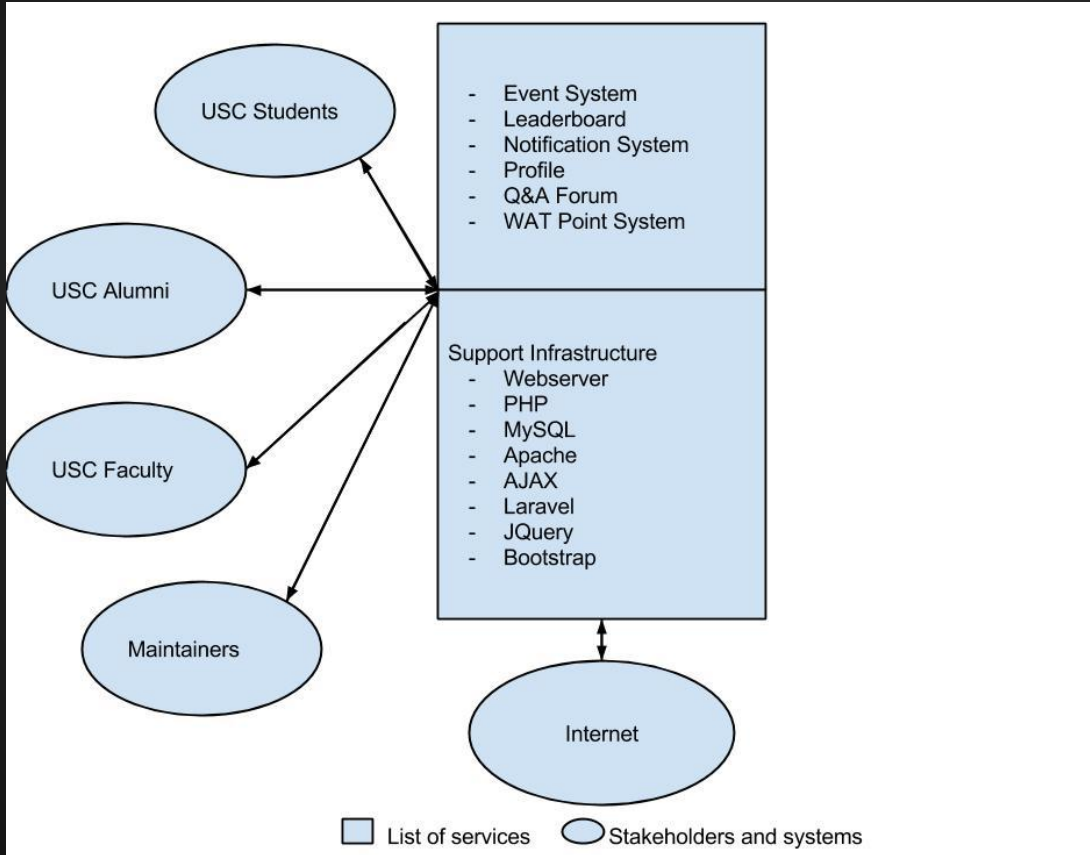 USC Students
USC Alumni
USC Faculty
Maintainers
- Event System
- Leaderboard
- Notification System
- Profile
- Q&A Forum
- WAT Point System
Support Infrastructure
- Webserver
- PHP
- MySQL
- Apache
- AJAX
- Laravel
- JQuery
- Bootstrap
Internet
List of services
Stakeholders and systems